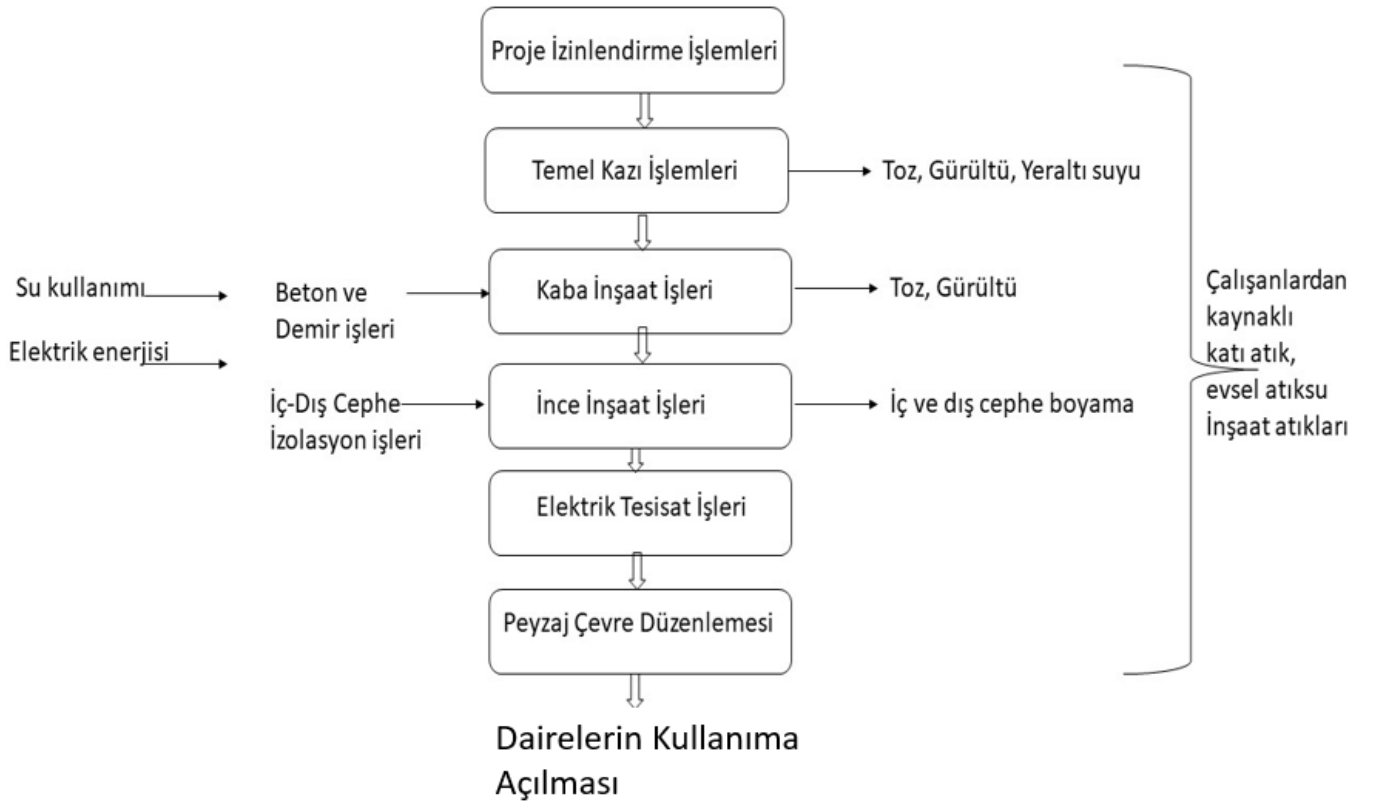 Proje İzinlendirme İşlemleri
Temel Kazı İşlemleri
Toz, Gürültü, Yeraltı suyu
Su kullanımı
Elektrik enerjisi
Beton ve
Demir işleri
Kaba İnşaat İşleri
Toz, Gürültü
İç-Dış Cephe
İzolasyon işleri
İnce İnşaat İşleri
İç ve dış cephe boyama
Elektrik Tesisat İşleri
Peyzaj Çevre Düzenlemesi
Dairelerin Kullanıma
Açılması
Çalışanlardan
kaynaklı
katı atık,
evsel atıksu
İnşaat atıkları